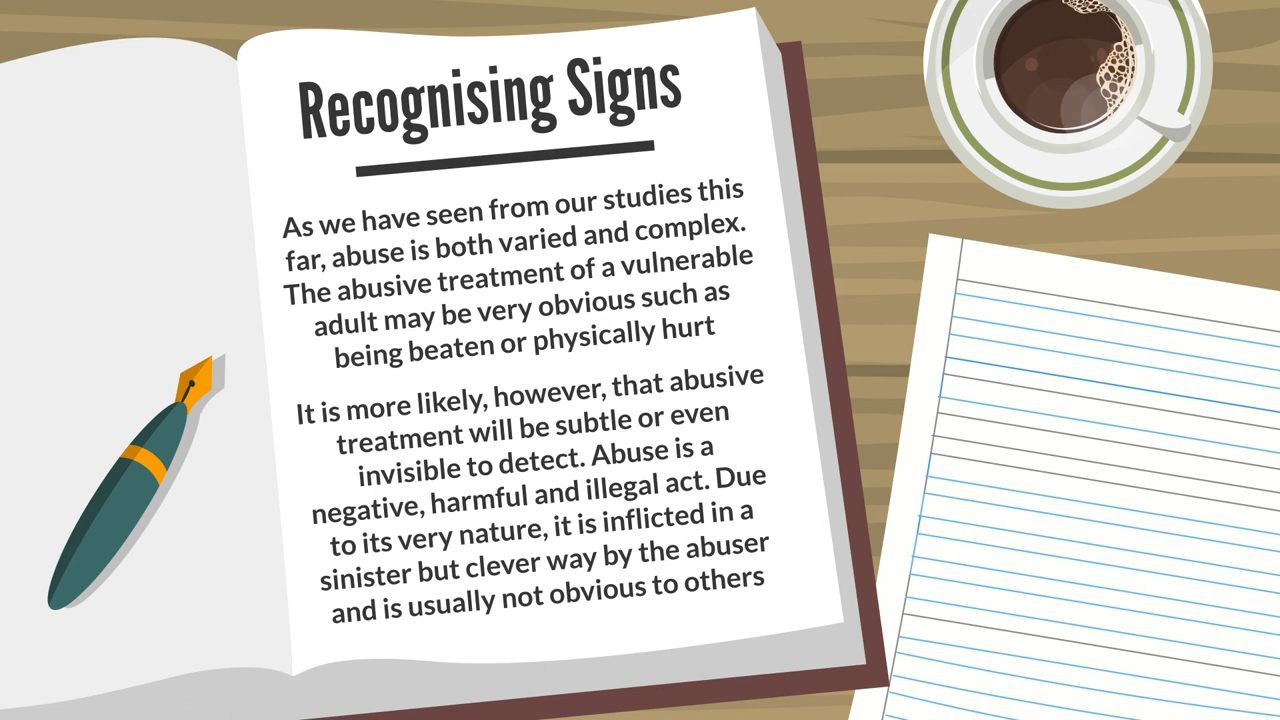 Recognising Signs
As we have seen from our studies this
far, abuse is both varied and complex.
The abusive treatment of a vulnerable
adult may be very obvious such as
being beaten or physically hurt
It is more likely, however, that abusive
treatment will be subtle or even
invisible to detect. Abuse is a
negative, harmful and illegal act. Due
to its very nature, it is inflicted in a
sinister but clever way by the abuser
and is usually not obvious to others